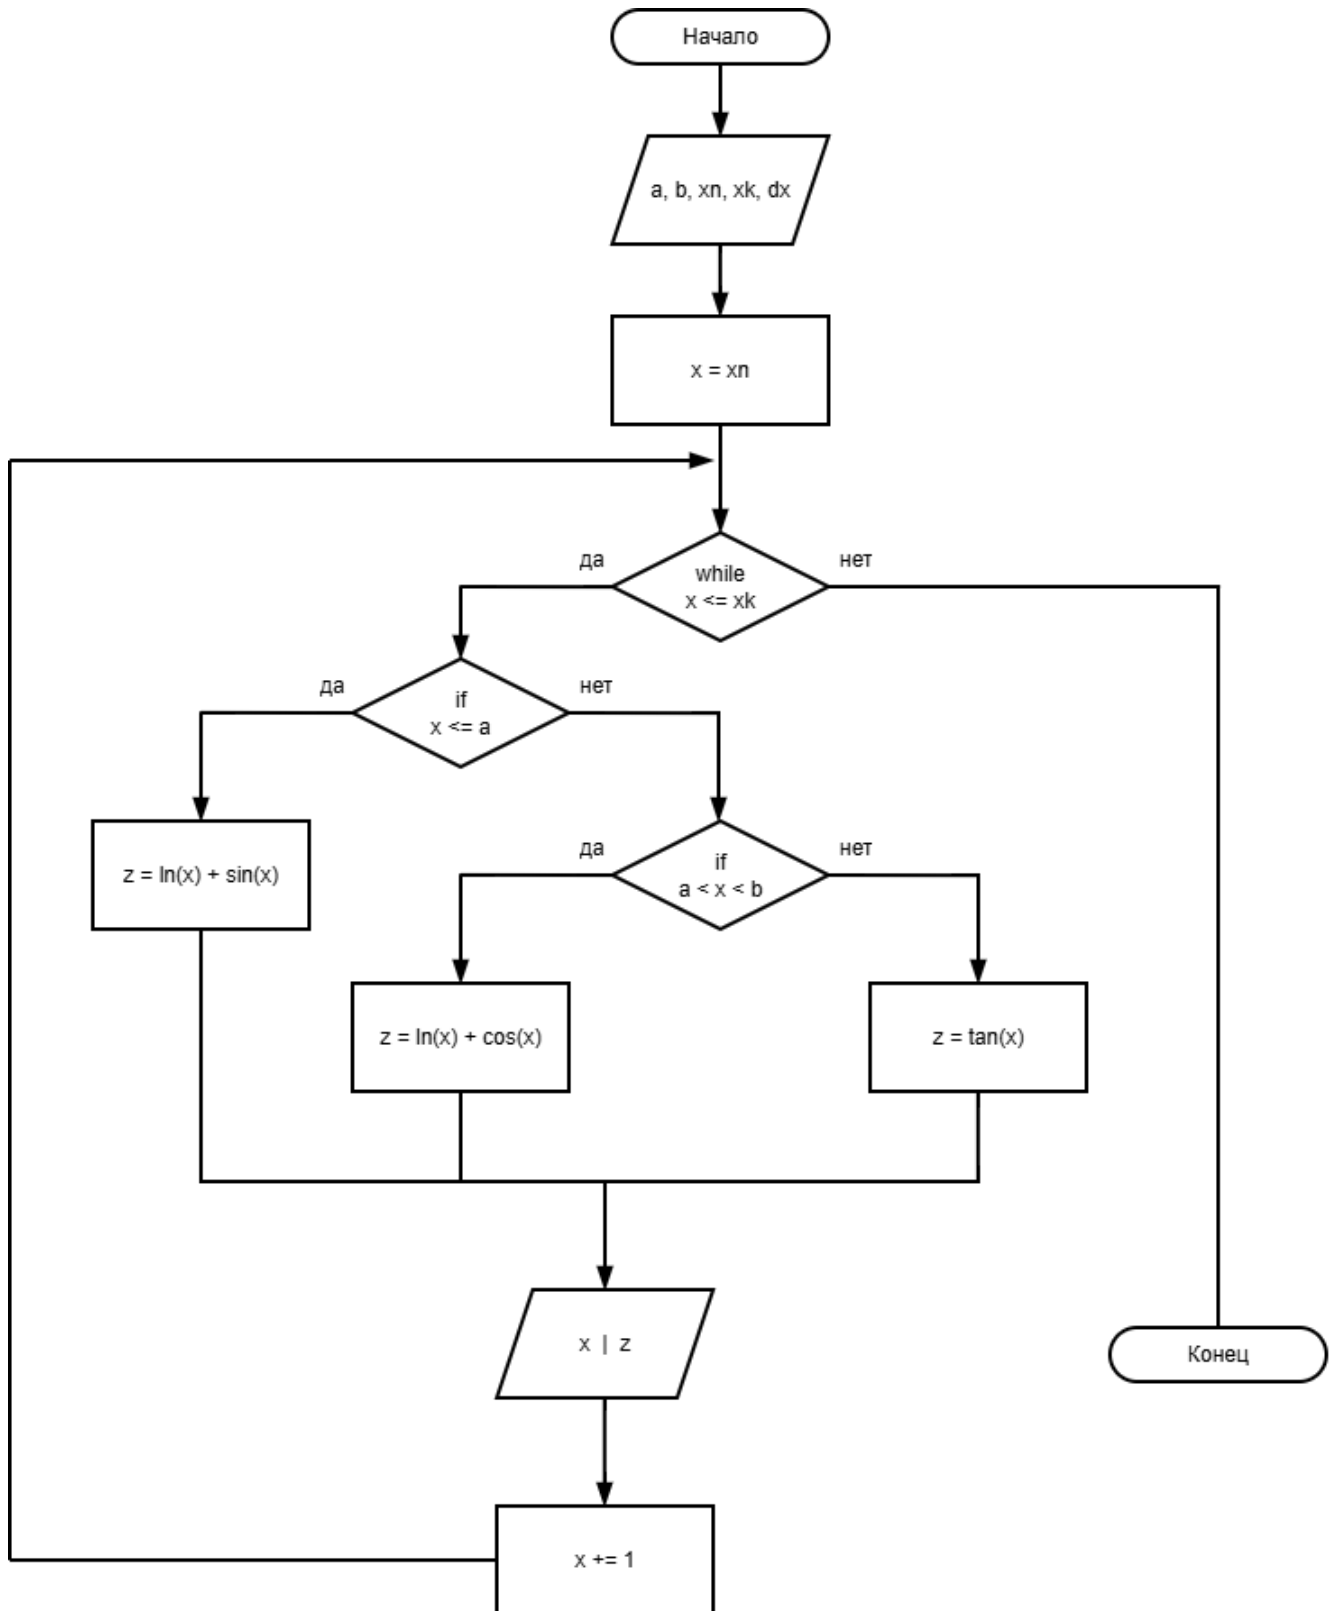 Начало
a, b, xn, xk, dx
x = xn
да
нет
while
x <= xk
да
нет
if
x <= a
z = ln(x) + sin(x)
да
нет
if
a < x < b
z = ln(x) + cos(x)
z = tan(x)
x | z
Конец
x += 1